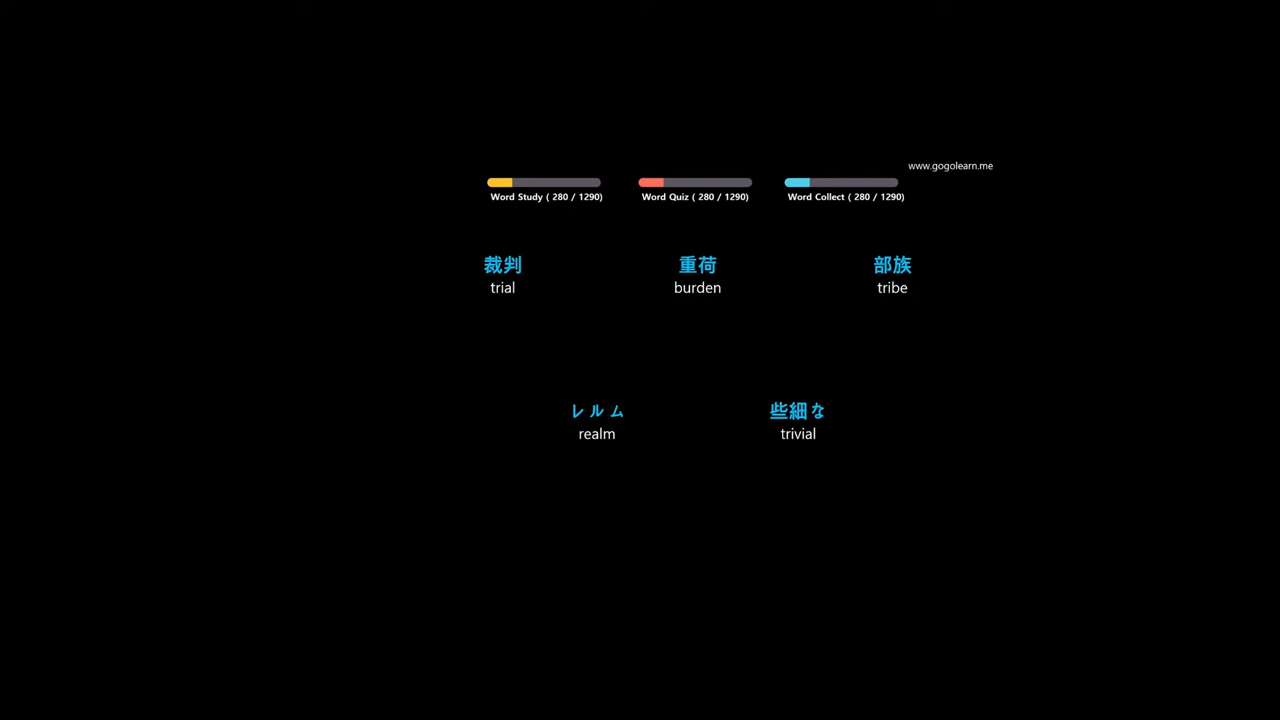 www.gogolearn.me
Word Study ( 280 / 1290)
Word Quiz ( 280 / 1290)
Word Collect ( 280 / 1290)
裁判
trial
重荷
burden
部族
tribe
レルム
realm
些細な
trivial